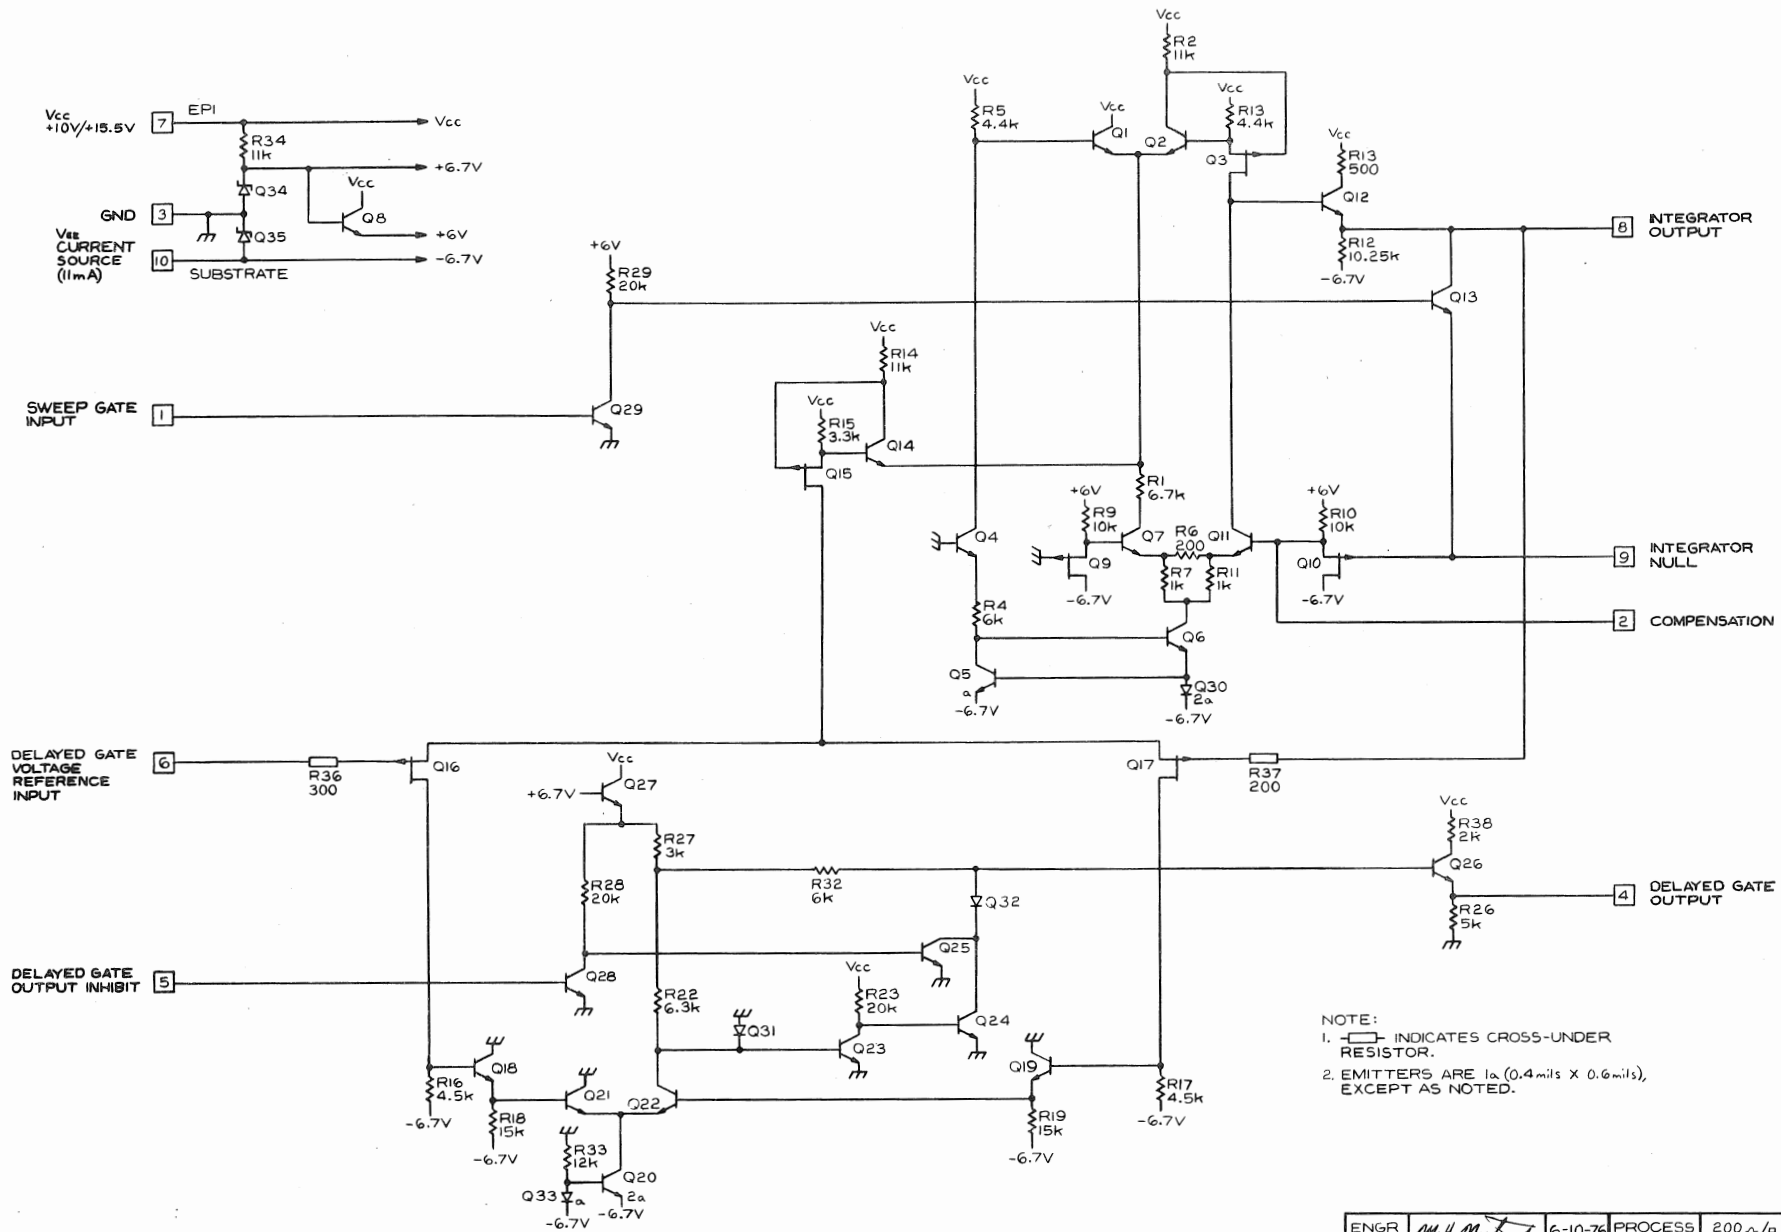 Vcc
+10V/+15.5V
7
EPI
R34
11k
Vcc
+6.7V
Q34
Vcc
Q8
GND
3
Q35
+6V
VEE
CURRENT
SOURCE
(11mA)
10
SUBSTRATE
-6.7V
Vcc
R2
11k
Vcc
R5
4.4k
Vcc
Q1
Q2
Vcc
R13
4.4k
Q3
Vcc
R13
500
Q12
8
INTEGRATOR
OUTPUT
R12
10.25k
-6.7V
+6V
R29
20k
Q13
SWEEP GATE
INPUT
1
Q29
Vcc
R14
11k
Vcc
R15
3.3k
Q14
Q15
R1
6.7k
+6V
R9
10k
Q4
Q7
R6
200
Q11
+6V
R10
10k
Q9
-6.7V
R7
1k
R11
1k
Q10
-6.7V
9
INTEGRATOR
NULL
R4
6k
Q6
2
COMPENSATION
Q5
a
-6.7V
Q30
2a
-6.7V
DELAYED GATE
VOLTAGE
REFERENCE
INPUT
6
R36
300
Q16
Vcc
+6.7V
Q27
Q17
R37
200
R27
3k
Vcc
R38
2k
R28
20k
R32
6k
Q26
Q32
4
DELAYED GATE
OUTPUT
R26
5k
Q25
DELAYED GATE
OUTPUT INHIBIT
5
Q28
R22
6.3k
Vcc
R23
20k
Q24
Q31
Q23
NOTE:
1. INDICATES CROSS-UNDER
RESISTOR.
2. EMITTERS ARE 1a (0.4mils X 0.6mils),
EXCEPT AS NOTED.
Q18
R16
4.5k
-6.7V
Q19
R17
4.5k
-6.7V
Q21
Q22
R18
15k
-6.7V
R19
15k
-6.7V
R33
12k
Q20
2a
-6.7V
Q33
a
-6.7V
ENGR 6-10-76 PROCESS